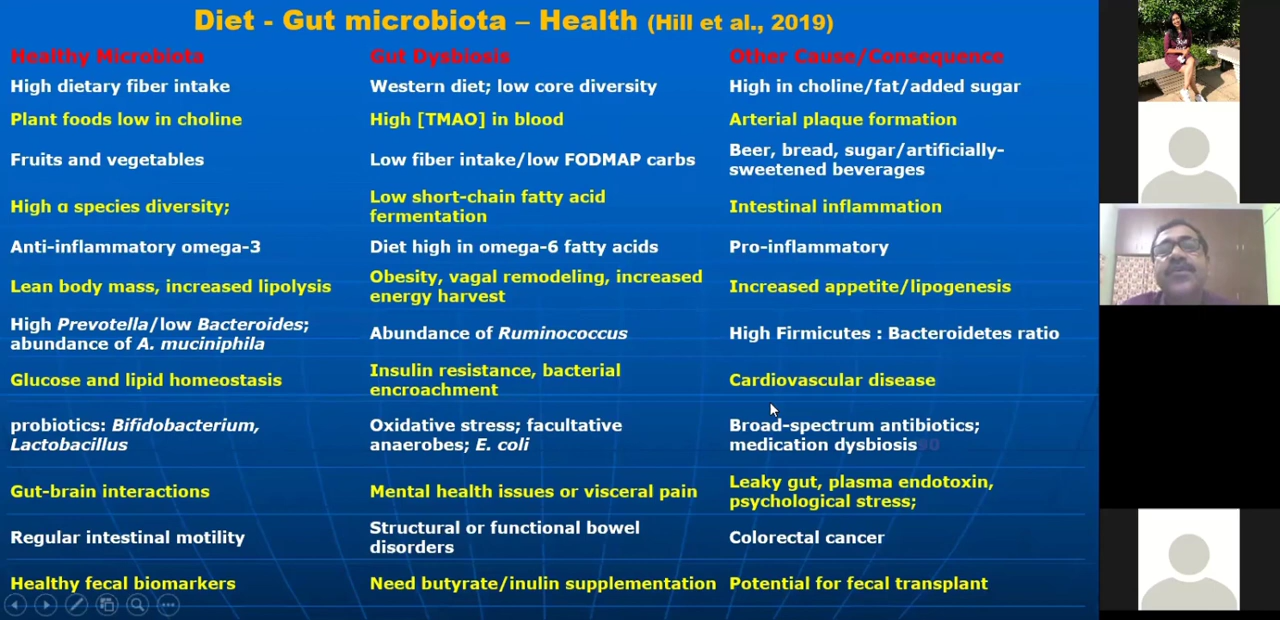 Diet - Gut microbiota – Health (Hill et al., 2019)
Healthy Microbiota Gut Dysbiosis Other Cause/Consequence
High dietary fiber intake Western diet; low core diversity High in choline/fat/added sugar
Plant foods low in choline High [TMAO] in blood Arterial plaque formation
Fruits and vegetables Low fiber intake/low FODMAP carbs Beer, bread, sugar/artificially-
sweetened beverages
High α species diversity; Low short-chain fatty acid
fermentation Intestinal inflammation
Anti-inflammatory omega-3 Diet high in omega-6 fatty acids Pro-inflammatory
Lean body mass, increased lipolysis Obesity, vagal remodeling, increased
energy harvest Increased appetite/lipogenesis
High Prevotella/low Bacteroides;
abundance of A. muciniphila Abundance of Ruminococcus High Firmicutes : Bacteroidetes ratio
Glucose and lipid homeostasis Insulin resistance, bacterial
encroachment Cardiovascular disease
probiotics: Bifidobacterium,
Lactobacillus Oxidative stress; facultative
anaerobes; E. coli Broad-spectrum antibiotics;
medication dysbiosis
Gut-brain interactions Mental health issues or visceral pain Leaky gut, plasma endotoxin,
psychological stress;
Regular intestinal motility Structural or functional bowel
disorders Colorectal cancer
Healthy fecal biomarkers Need butyrate/inulin supplementation Potential for fecal transplant